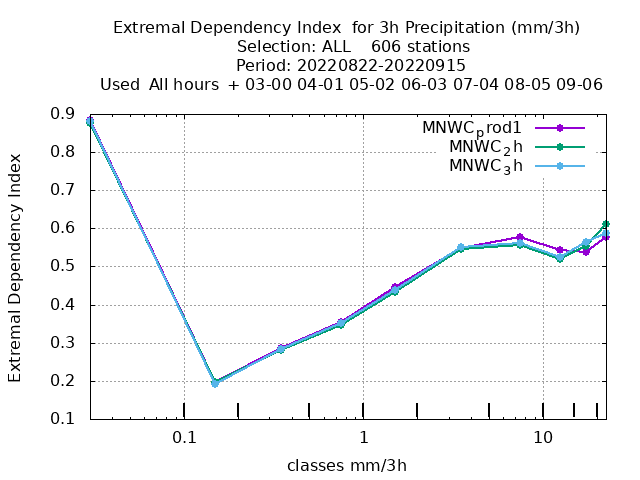 Extremal Dependency Index  for 3h Precipitation (mm/3h)
Selection: ALL    606 stations
Period: 20220822-20220915
Used  All hours  + 03-00 04-01 05-02 06-03 07-04 08-05 09-06
MNWCprod1
MNWC2h
MNWC3h
0.9
0.8
0.7
0.6
0.5
0.4
0.3
0.2
0.1
Extremal Dependency Index
0.1 1 10
classes mm/3h